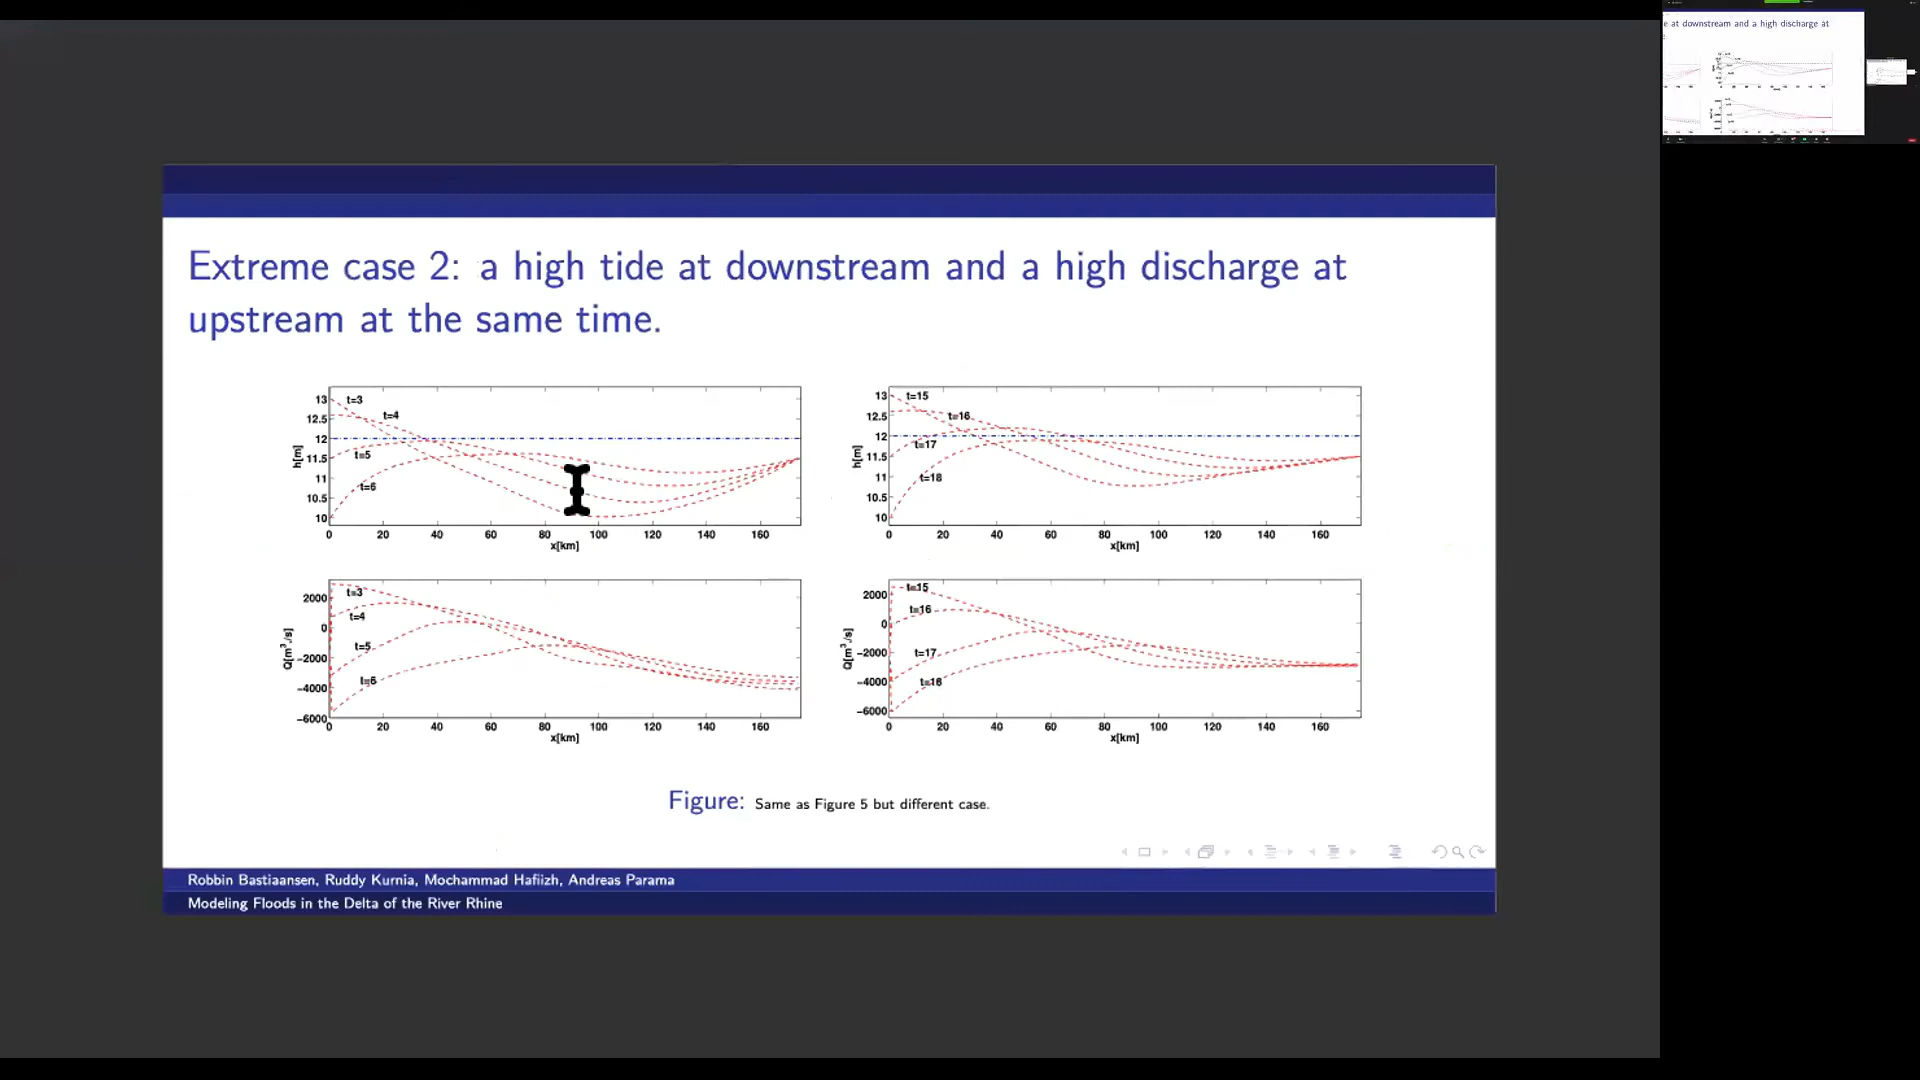 e at downstream and a high discharge at
Extreme case 2: a high tide at downstream and a high discharge at
upstream at the same time.
13
12.5
12
11.5
11
10.5
10
h[m]
t=3
t=4
t=5
t=6
0 20 40 60 80 100 120 140 160
x[km]
13
12.5
12
11.5
11
10.5
10
h[m]
t=15
t=16
t=17
t=18
0 20 40 60 80 100 120 140 160
x[km]
2000
0
−2000
−4000
−6000
Q[m³/s]
t=3
t=4
t=5
t=6
0 20 40 60 80 100 120 140 160
x[km]
2000
0
−2000
−4000
−6000
Q[m³/s]
t=15
t=16
t=17
t=18
0 20 40 60 80 100 120 140 160
x[km]
Figure: Same as Figure 5 but different case.
Robbin Bastiaansen, Ruddy Kurnia, Mochammad Hafiizh, Andreas Parama
Modeling Floods in the Delta of the River Rhine